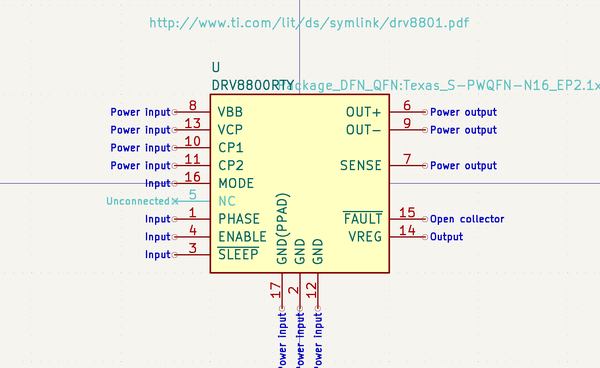 http://www.ti.com/lit/ds/symlink/drv8801.pdf
U
DRV8800RTY
Package_DFN_QFN:Texas_S-PWQFN-N16_EP2.1x
Power input 8 VBB OUT+ 6 Power output
Power input 13 VCP OUT- 9 Power output
Power input 10 CP1
Power input 11 CP2 SENSE 7 Power output
Input 16 MODE
Unconnected 5 NC
Input 1 PHASE FAULT 15 Open collector
Input 4 ENABLE VREG 14 Output
Input 3 SLEEP
GND(PPAD) 17 Power input
GND 2 Power input
GND 12 Power input